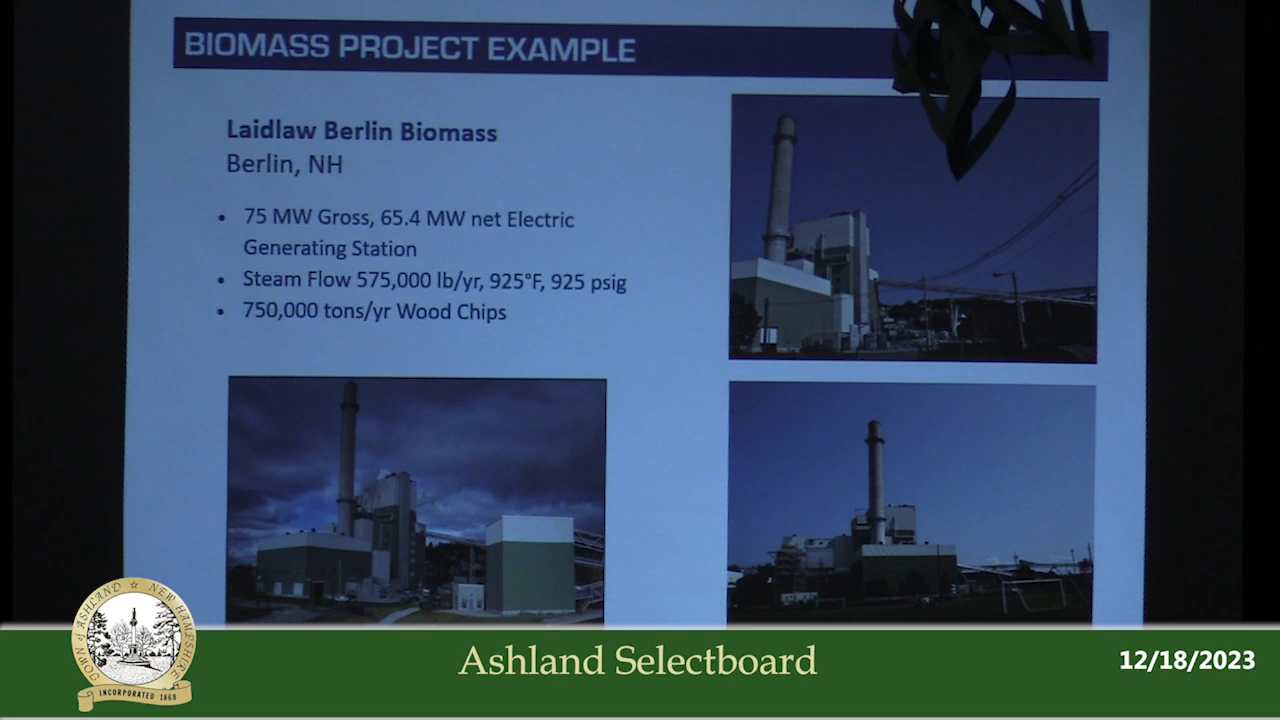 BIOMASS PROJECT EXAMPLE
Laidlaw Berlin Biomass
Berlin, NH
• 75 MW Gross, 65.4 MW net Electric
Generating Station
• Steam Flow 575,000 lb/yr, 925°F, 925 psig
• 750,000 tons/yr Wood Chips
TOWN of ASHLAND ☆ NEW HAMPSHIRE
INCORPORATED 1868
Ashland Selectboard
12/18/2023